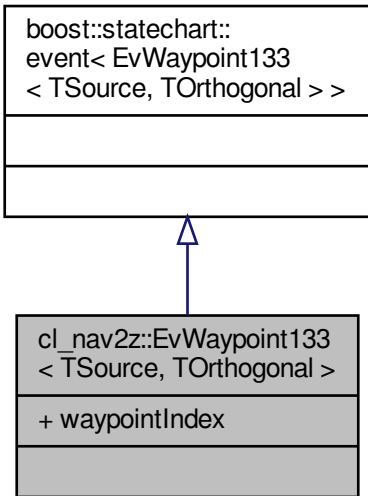 boost::statechart::
event< EvWaypoint133
< TSource, TOrthogonal > >
cl_nav2z::EvWaypoint133
< TSource, TOrthogonal >
+ waypointIndex